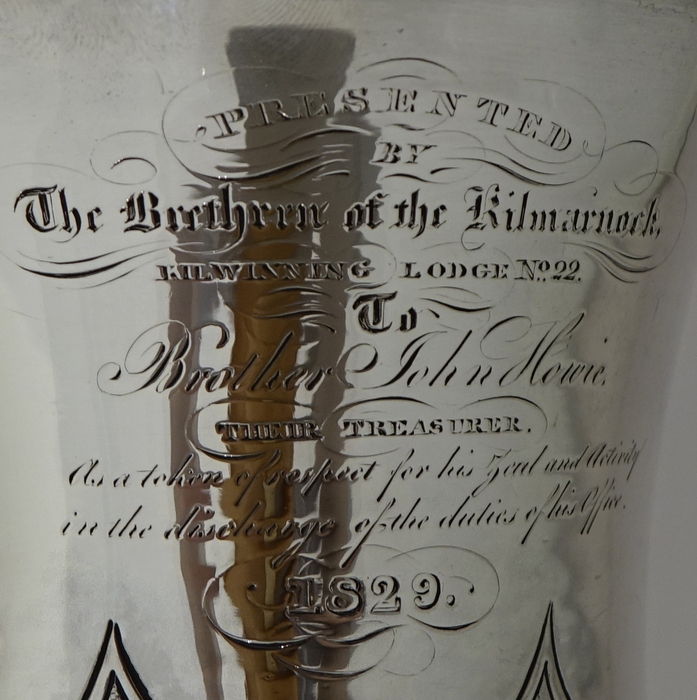 PRESENTED
BY
The Brethren of the Kilmarnock,
KILWINNING LODGE No. 22.
To
Brother John Howie.
THEIR TREASURER.
As a token of respect for his Zeal and Activity
in the discharge of the duties of his Office.
1829.